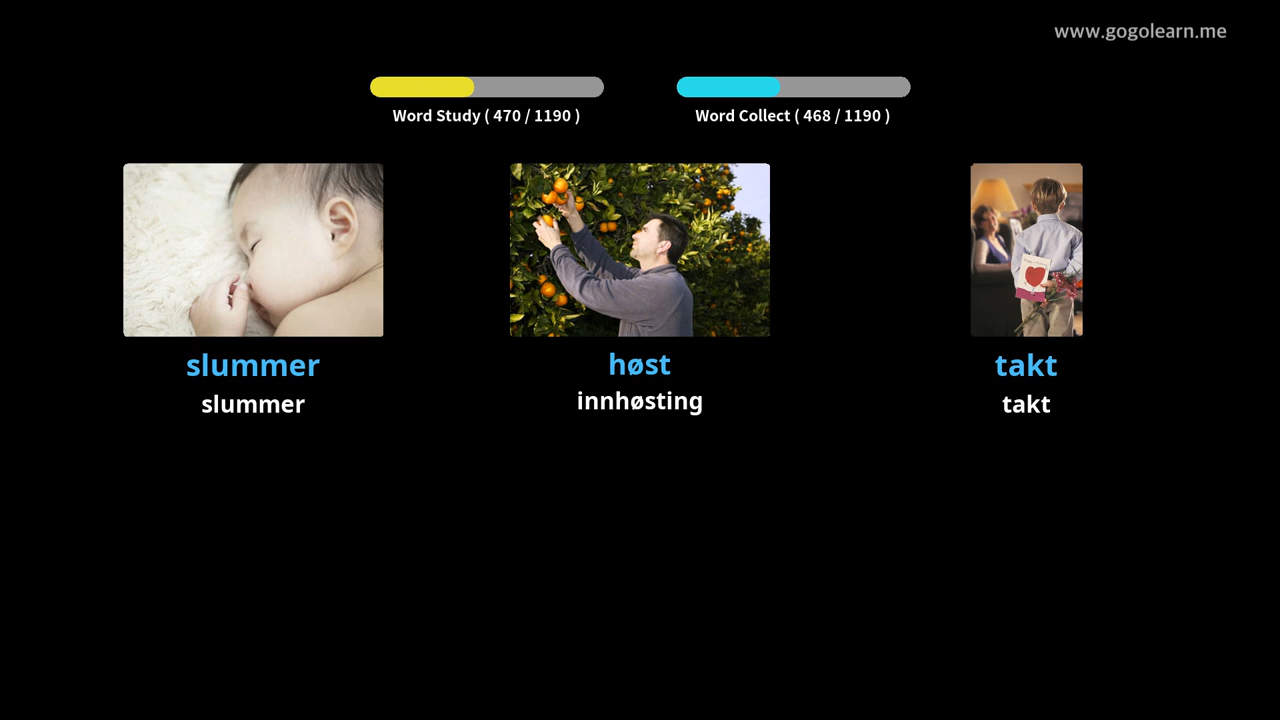 www.gogolearn.me
Word Study ( 470 / 1190 )
Word Collect ( 468 / 1190 )
slummer
slummer
høst
innhøsting
takt
takt